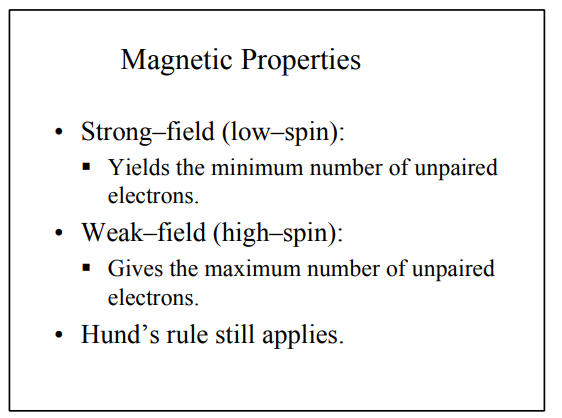 Magnetic Properties
• Strong–field (low–spin):
▪ Yields the minimum number of unpaired
electrons.
• Weak–field (high–spin):
▪ Gives the maximum number of unpaired
electrons.
• Hund’s rule still applies.